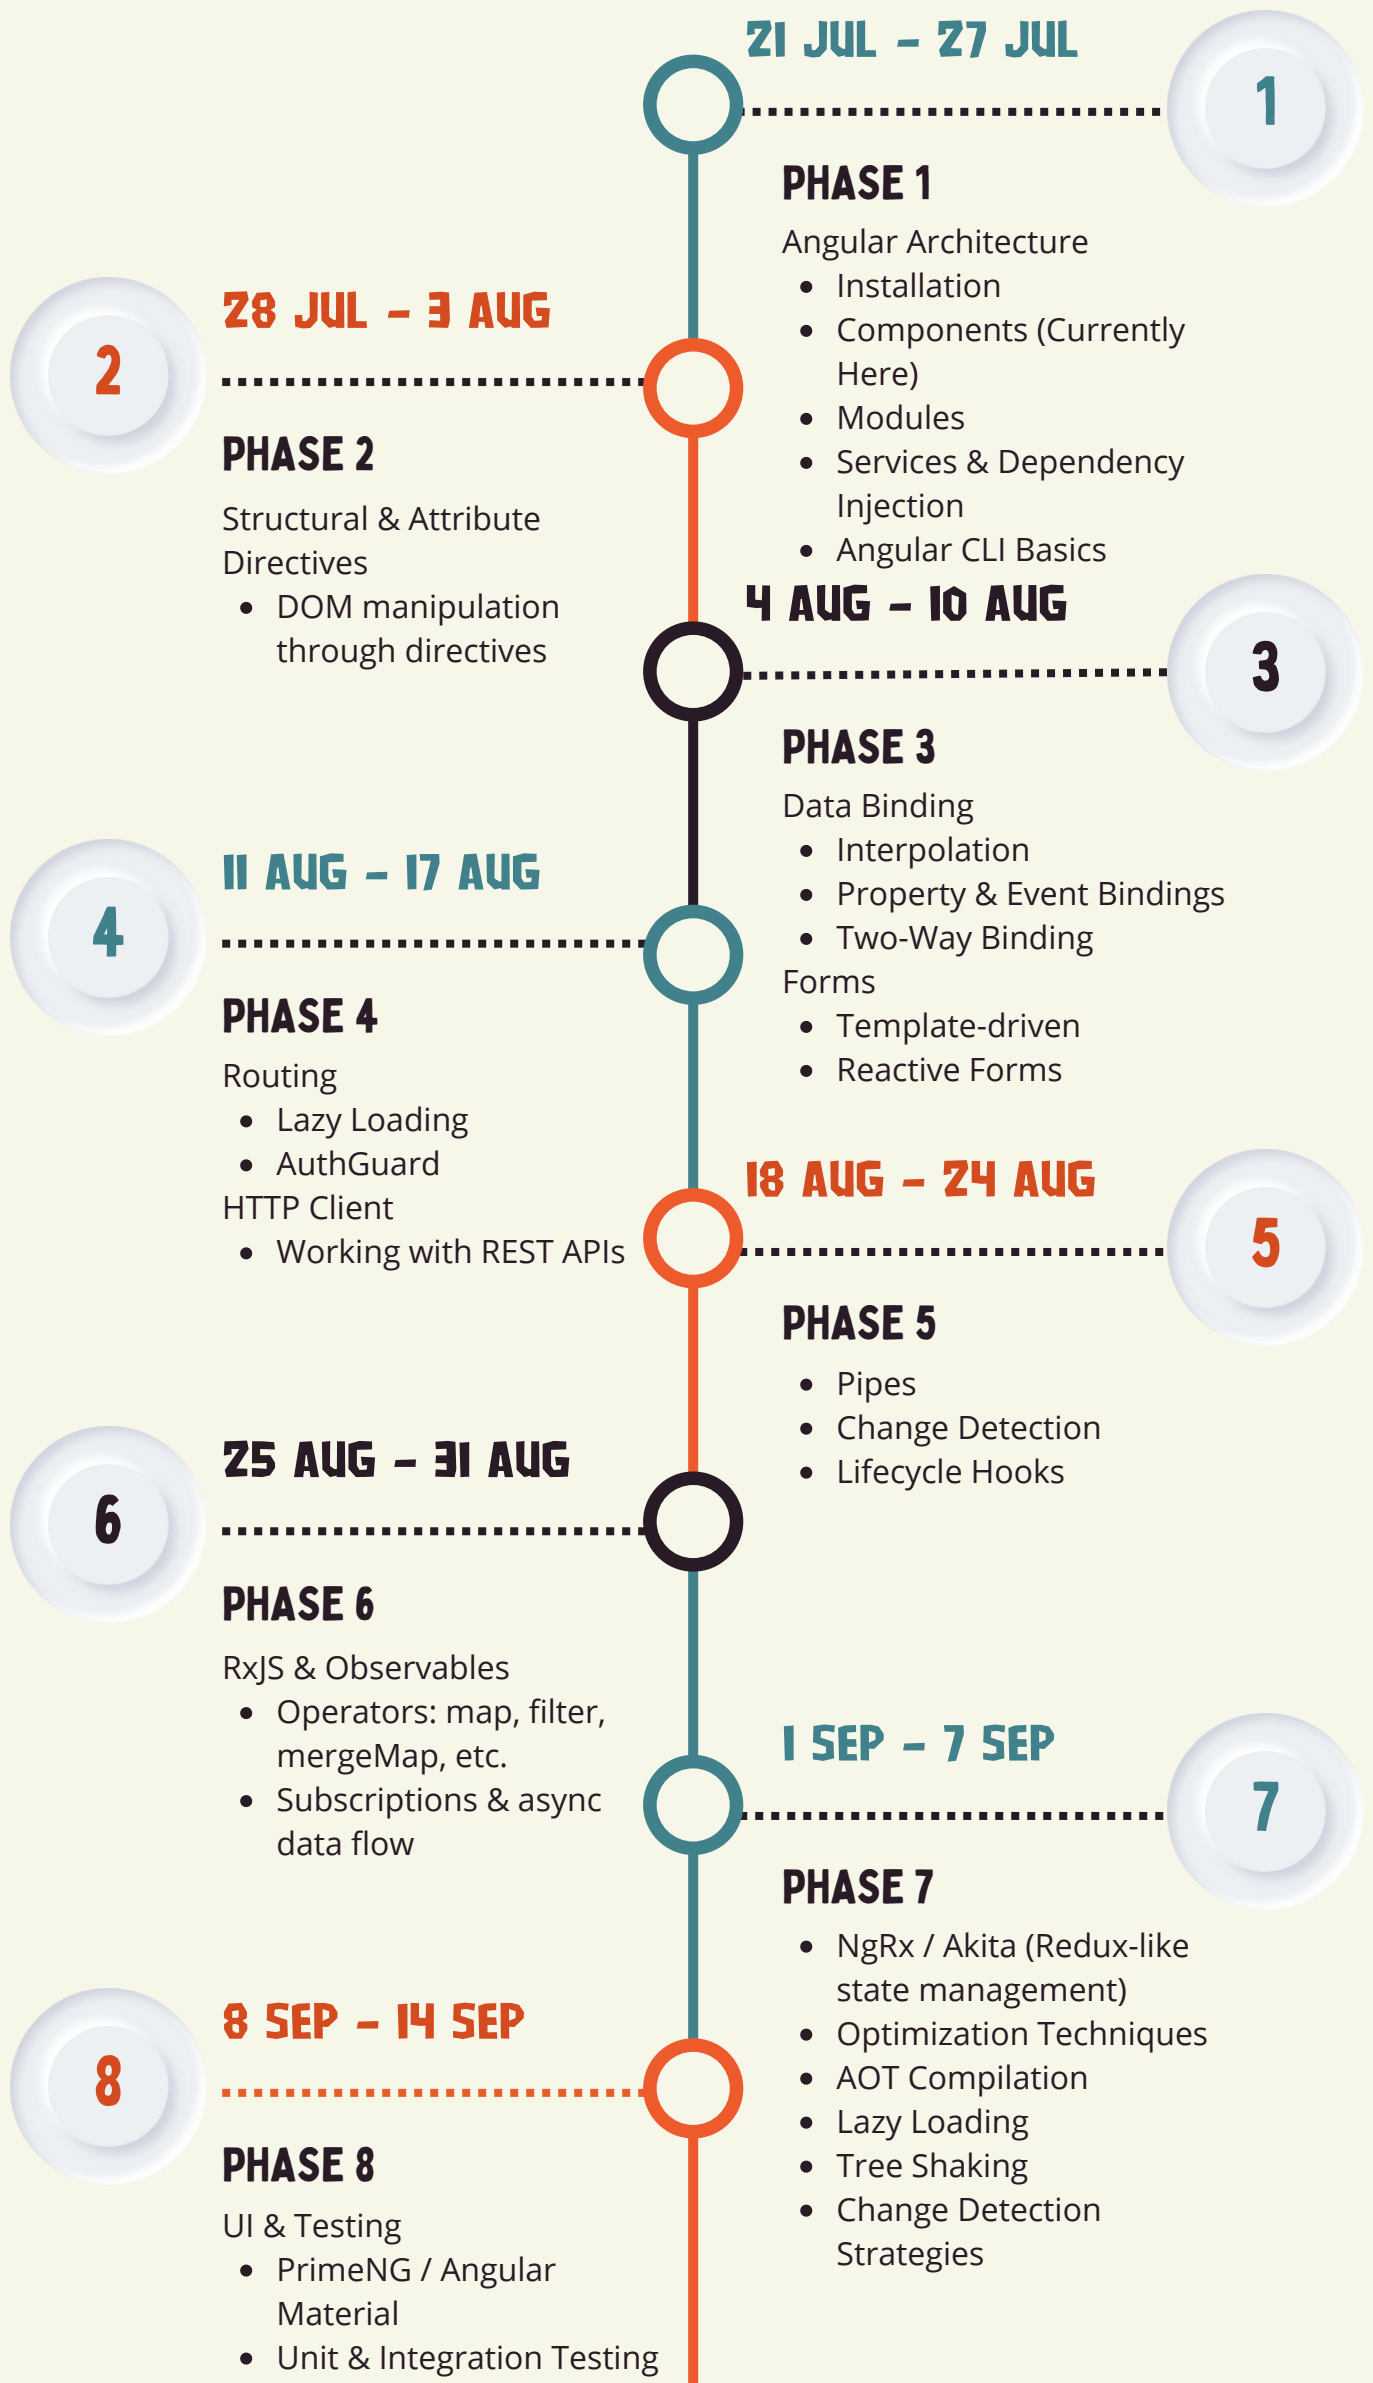 21 JUL - 27 JUL
1
PHASE 1
Angular Architecture
• Installation
• Components (Currently
Here)
• Modules
• Services & Dependency
Injection
• Angular CLI Basics
28 JUL - 3 AUG
2
PHASE 2
Structural & Attribute
Directives
• DOM manipulation
through directives
4 AUG - 10 AUG
3
PHASE 3
Data Binding
• Interpolation
• Property & Event Bindings
• Two-Way Binding
Forms
• Template-driven
• Reactive Forms
11 AUG - 17 AUG
4
PHASE 4
Routing
• Lazy Loading
• AuthGuard
HTTP Client
• Working with REST APIs
18 AUG - 24 AUG
5
PHASE 5
• Pipes
• Change Detection
• Lifecycle Hooks
25 AUG - 31 AUG
6
PHASE 6
RxJS & Observables
• Operators: map, filter,
mergeMap, etc.
• Subscriptions & async
data flow
1 SEP - 7 SEP
7
PHASE 7
• NgRx / Akita (Redux-like
state management)
• Optimization Techniques
• AOT Compilation
• Lazy Loading
• Tree Shaking
• Change Detection
Strategies
8 SEP - 14 SEP
8
PHASE 8
UI & Testing
• PrimeNG / Angular
Material
• Unit & Integration Testing